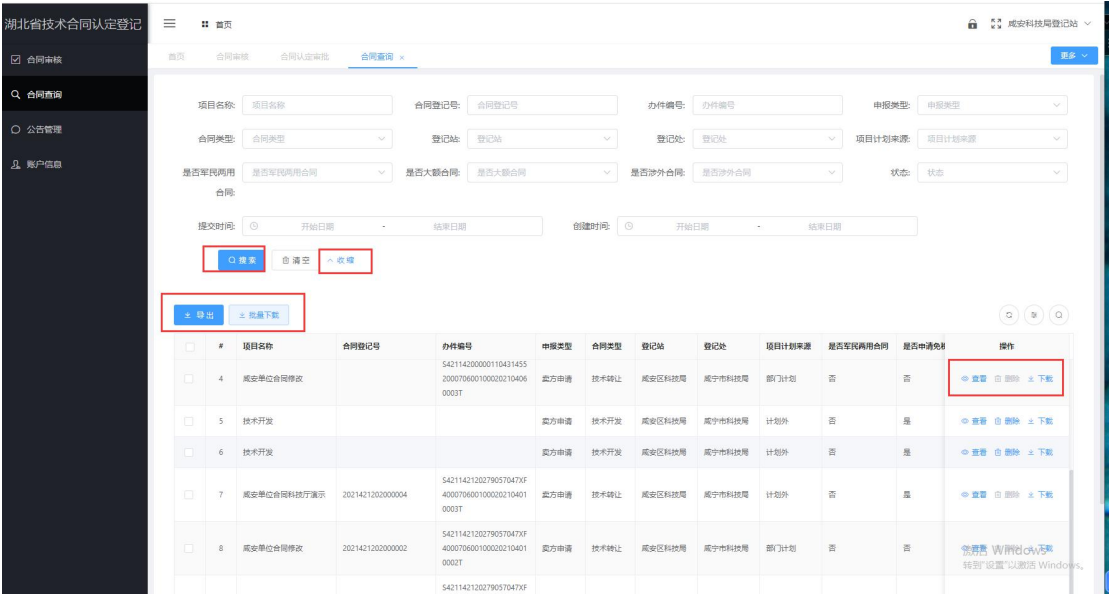 湖北省技术合同认定登记
首页
咸安科技局登记站
合同审核
合同查询
公告管理
账户信息
首页 合同审核 合同认定审批 合同查询 ×
更多
项目名称: 项目名称 合同登记号: 合同登记号 办件编号: 办件编号 申报类型: 申报类型
合同类型: 合同类型 登记站: 登记站 登记处: 登记处 项目计划来源: 项目计划来源
是否军民两用 是否军民两用合同 是否大额合同: 是否大额合同 是否涉外合同: 是否涉外合同 状态: 状态
合同:
提交时间: 开始日期 - 结束日期 创建时间: 开始日期 - 结束日期
搜索 清空 收缩
导出 批量下载
# 项目名称 合同登记号 办件编号 申报类型 合同类型 登记站 登记处 项目计划来源 是否军民两用合同 是否申请免税 操作
S42114200000110431455
4 咸安单位合同修改 200070600100020210406 卖方申请 技术转让 咸安区科技局 咸宁市科技局 部门计划 否 否 查看 删除 下载
0003T
5 技术开发 卖方申请 技术开发 咸安区科技局 咸宁市科技局 计划外 否 是 查看 删除 下载
6 技术开发 卖方申请 技术开发 咸安区科技局 咸宁市科技局 计划外 否 是 查看 删除 下载
S421142120279057047XF
7 咸安单位合同科技厅演示 2021421202000004 400070600100020210401 卖方申请 技术转让 咸安区科技局 咸宁市科技局 计划外 否 是 查看 删除 下载
0003T
S421142120279057047XF
8 咸安单位合同修改 2021421202000002 400070600100020210401 卖方申请 技术转让 咸安区科技局 咸宁市科技局 部门计划 否 否 查看 删除 下载
0002T
激活 Windows
转到"设置"以激活 Windows。
S421142120279057047XF